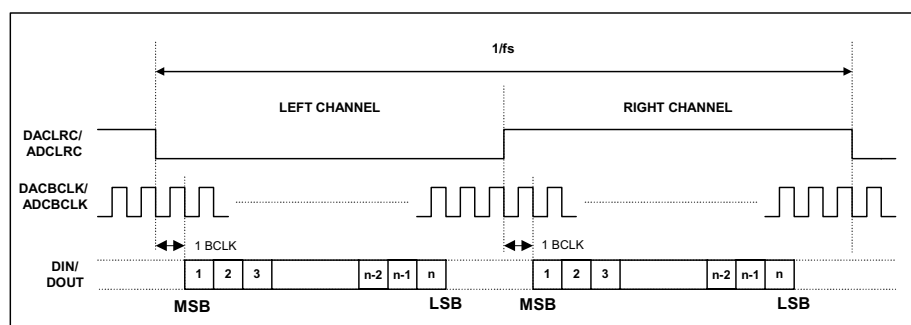 1/fs
LEFT CHANNEL
RIGHT CHANNEL
DACLRC/
ADCLRC
DACBCLK/
ADCBCLK
1 BCLK
1 BCLK
DIN/
DOUT
1 2 3 n-2 n-1 n
1 2 3 n-2 n-1 n
MSB
LSB
MSB
LSB